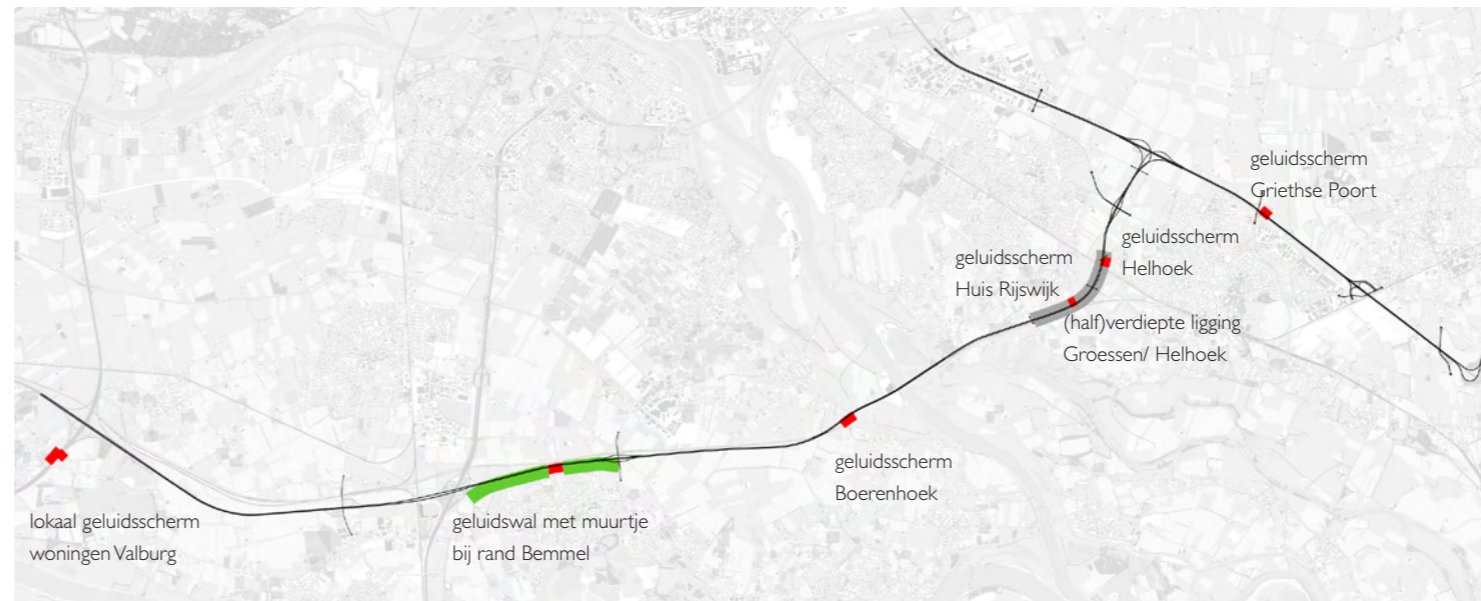 geluidsscherm
Griethse Poort
geluidsscherm
Helhoek
geluidsscherm
Huis Rijswijk
(half)verdiepte ligging
Groessen/ Helhoek
geluidsscherm
Boerenhoek
lokaal geluidsscherm
woningen Valburg
geluidswal met muurtje
bij rand Bemmel